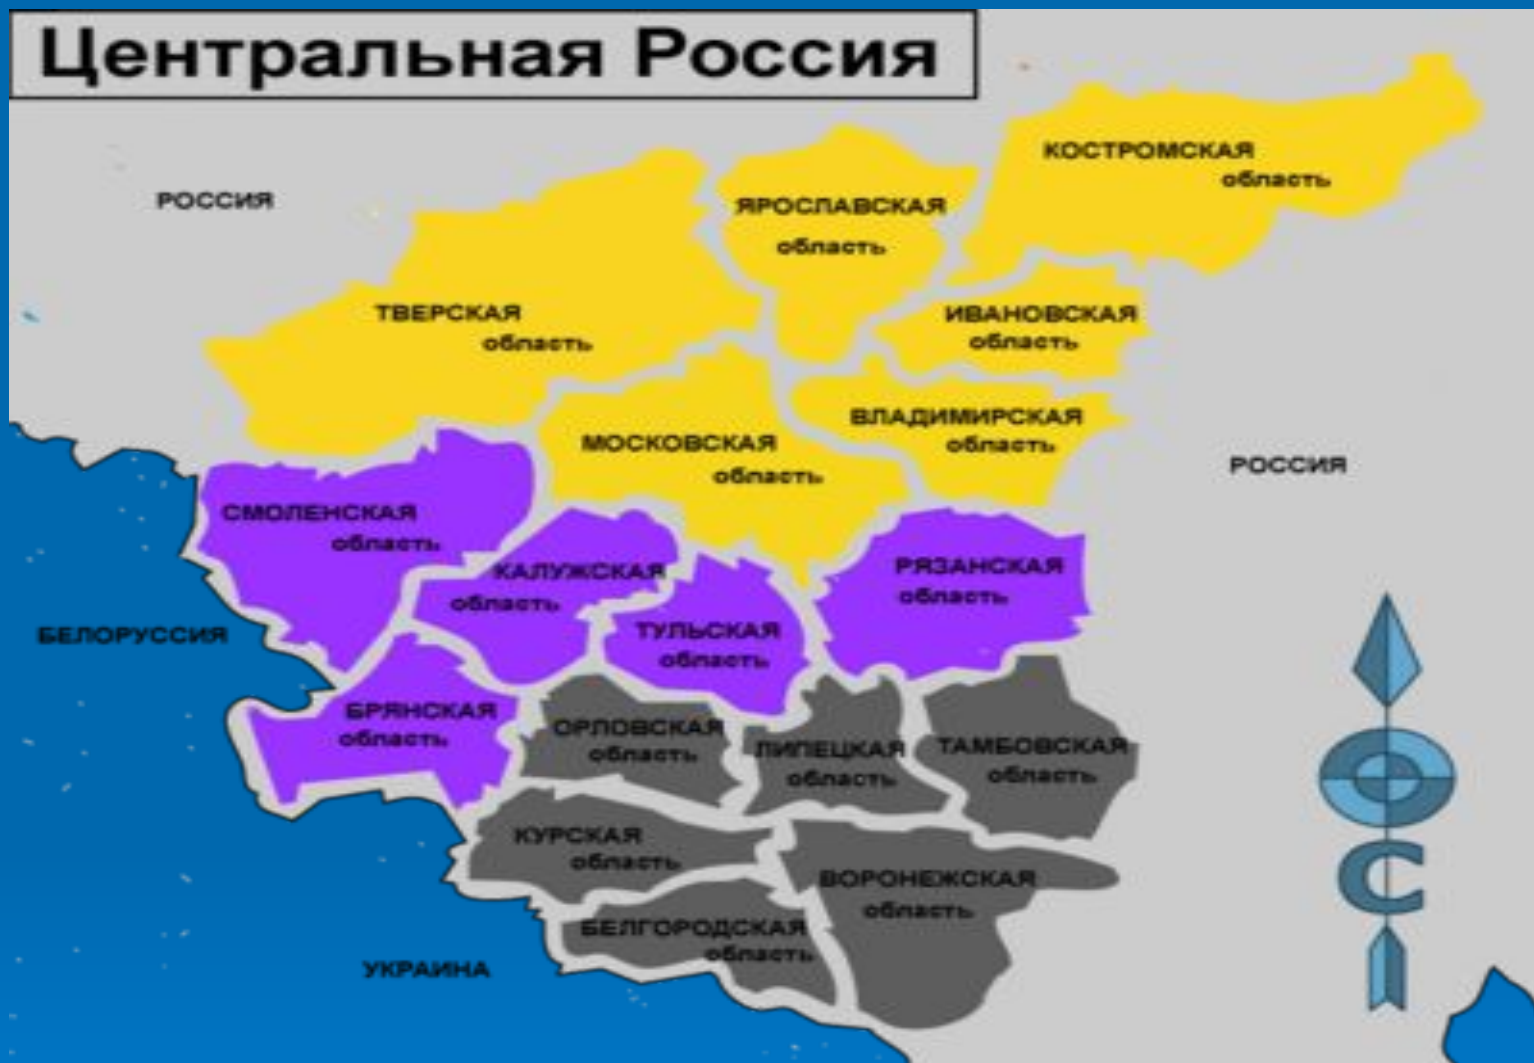 Центральная Россия
КОСТРОМСКАЯ
область
РОССИЯ
ЯРОСЛАВСКАЯ
область
ТВЕРСКАЯ
область
ИВАНОВСКАЯ
область
ВЛАДИМИРСКАЯ
область
МОСКОВСКАЯ
область
РОССИЯ
СМОЛЕНСКАЯ
область
КАЛУЖСКАЯ
область
РЯЗАНСКАЯ
область
БЕЛОРУССИЯ
ТУЛЬСКАЯ
область
БРЯНСКАЯ
область
ОРЛОВСКАЯ
область
ЛИПЕЦКАЯ
область
ТАМБОВСКАЯ
область
КУРСКАЯ
область
ВОРОНЕЖСКАЯ
область
С
БЕЛГОРОДСКАЯ
область
УКРАИНА